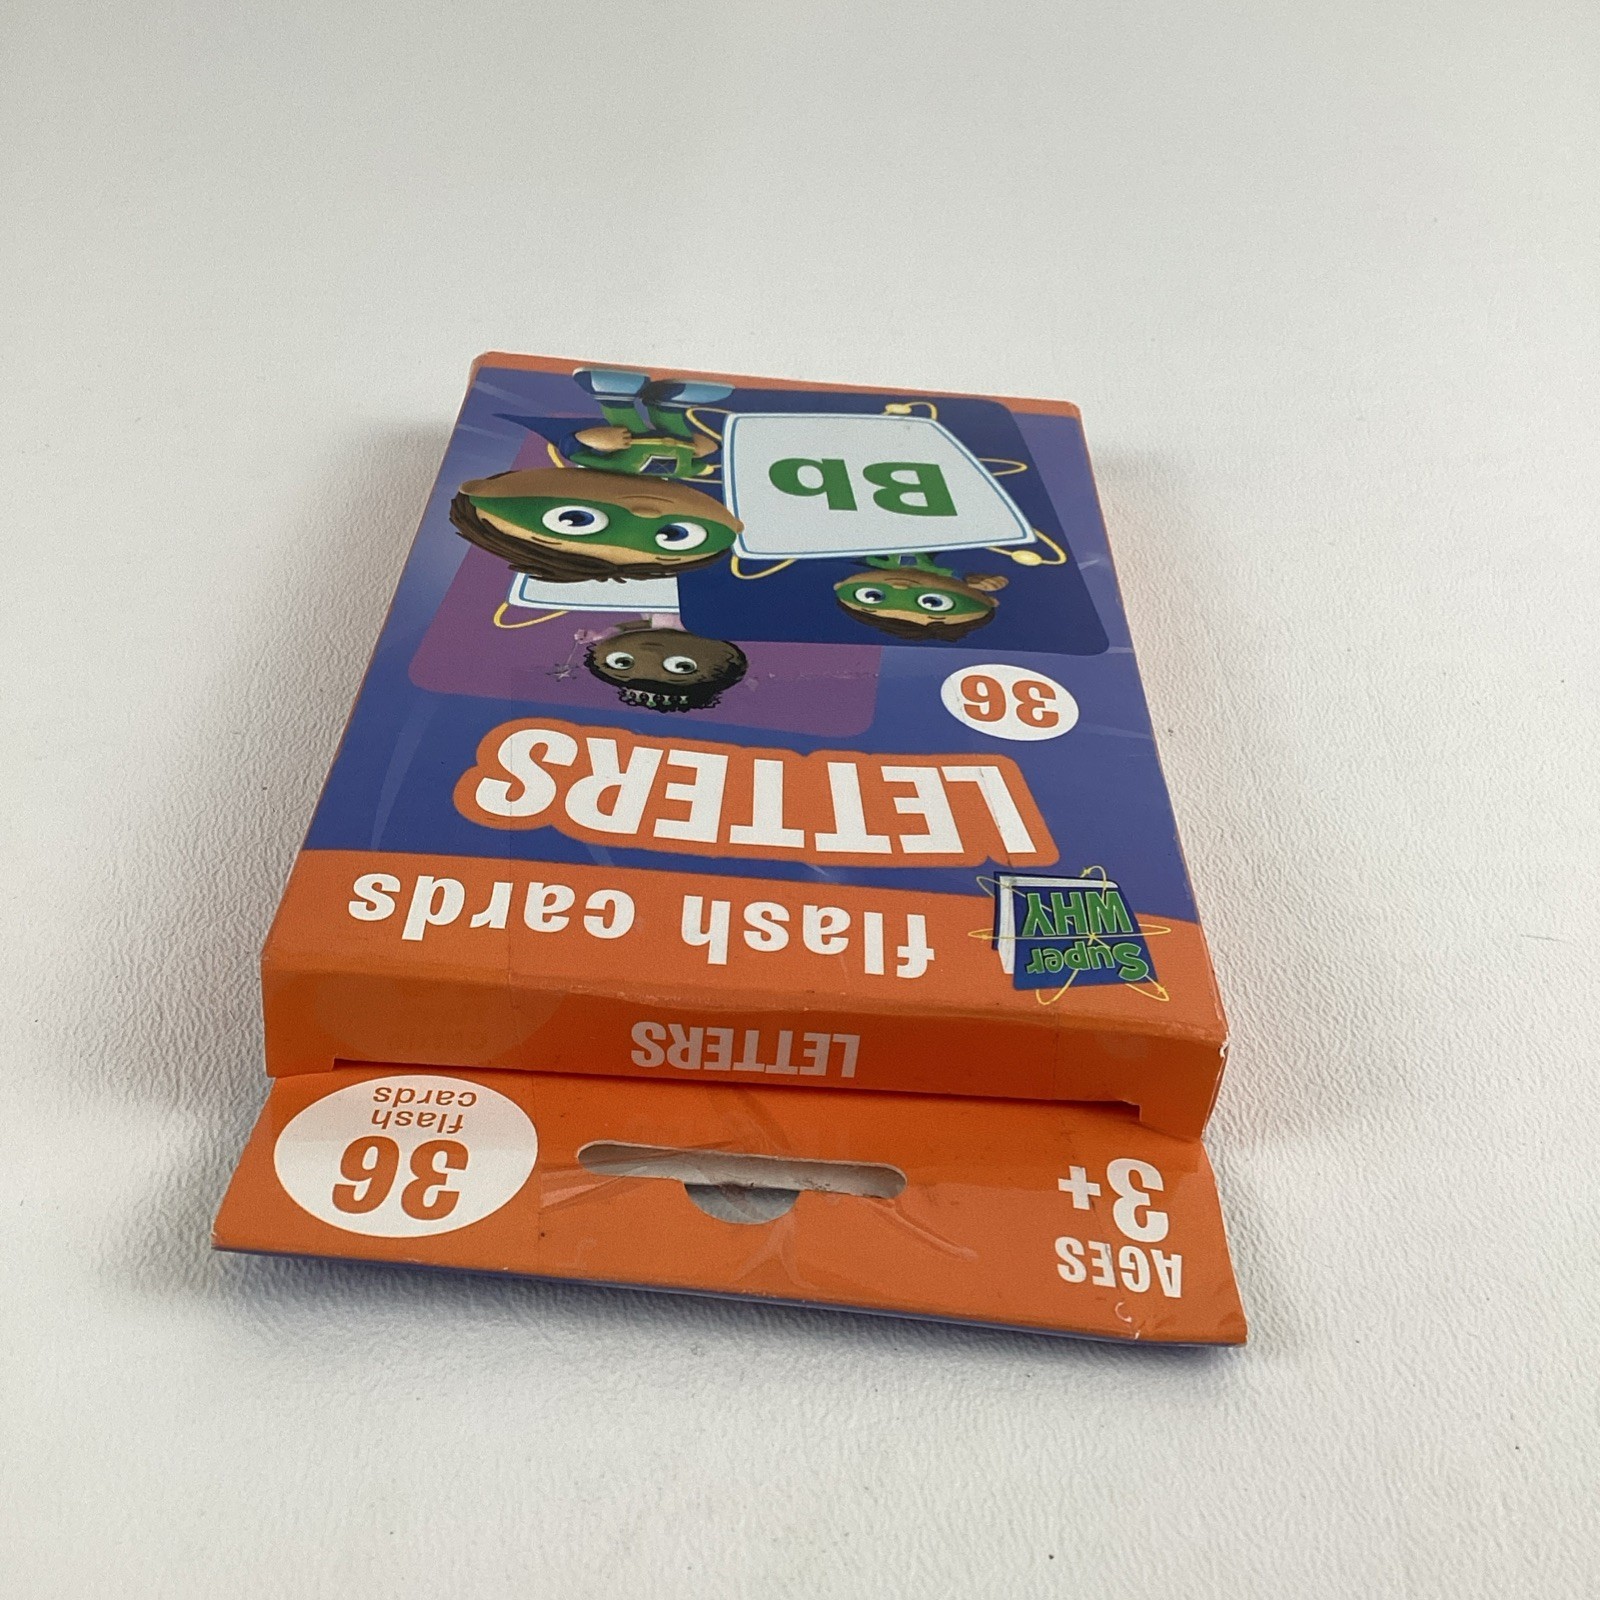 AGES
3+
36
flash
cards
LETTERS
Super
WHY
flash cards
LETTERS
36
Bb